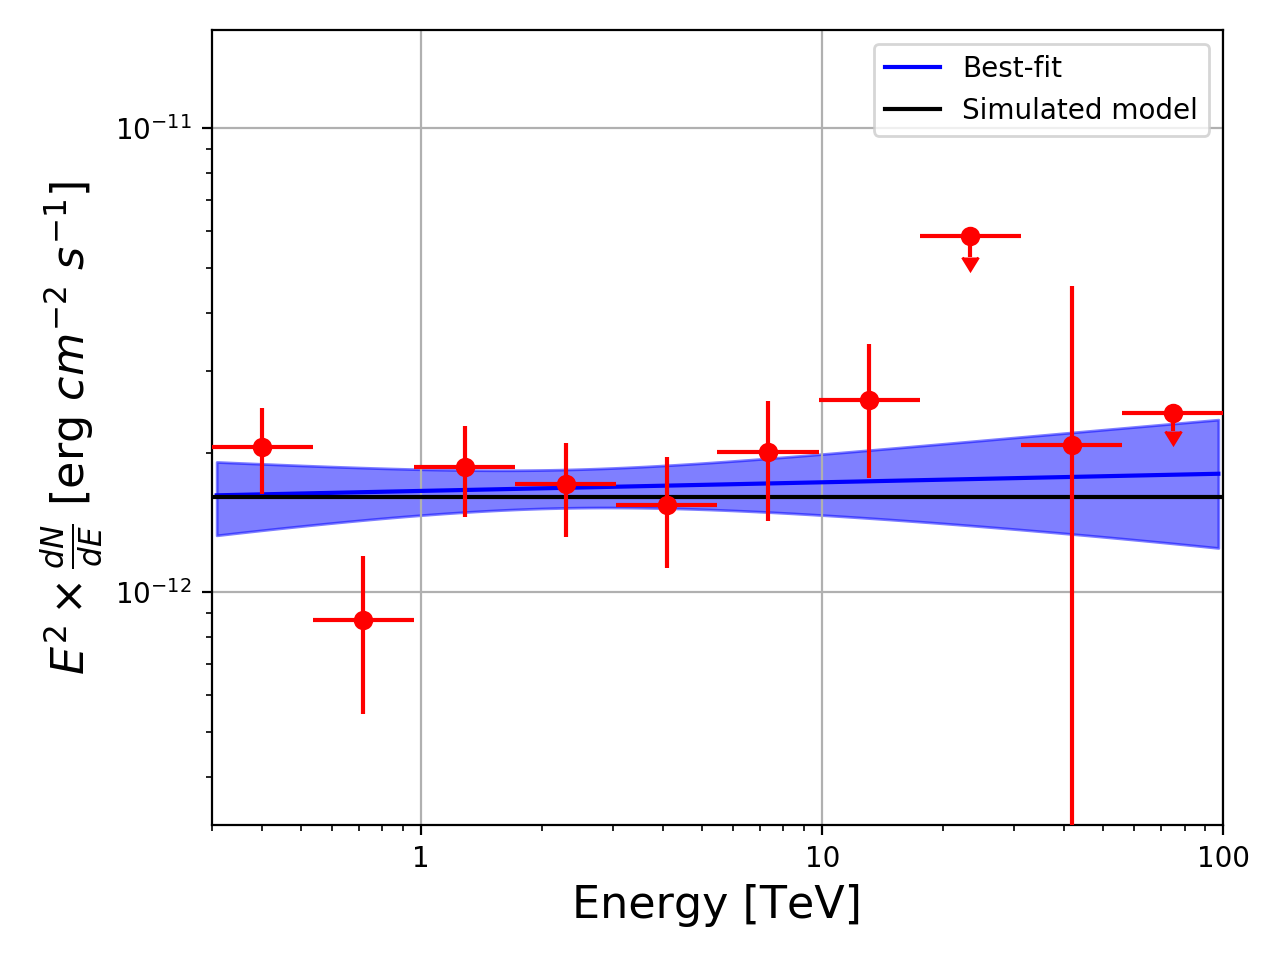 Best-fit
Simulated model
10⁻¹¹
10⁻¹²
E² × dN/dE [erg cm⁻² s⁻¹]
1 10 100
Energy [TeV]